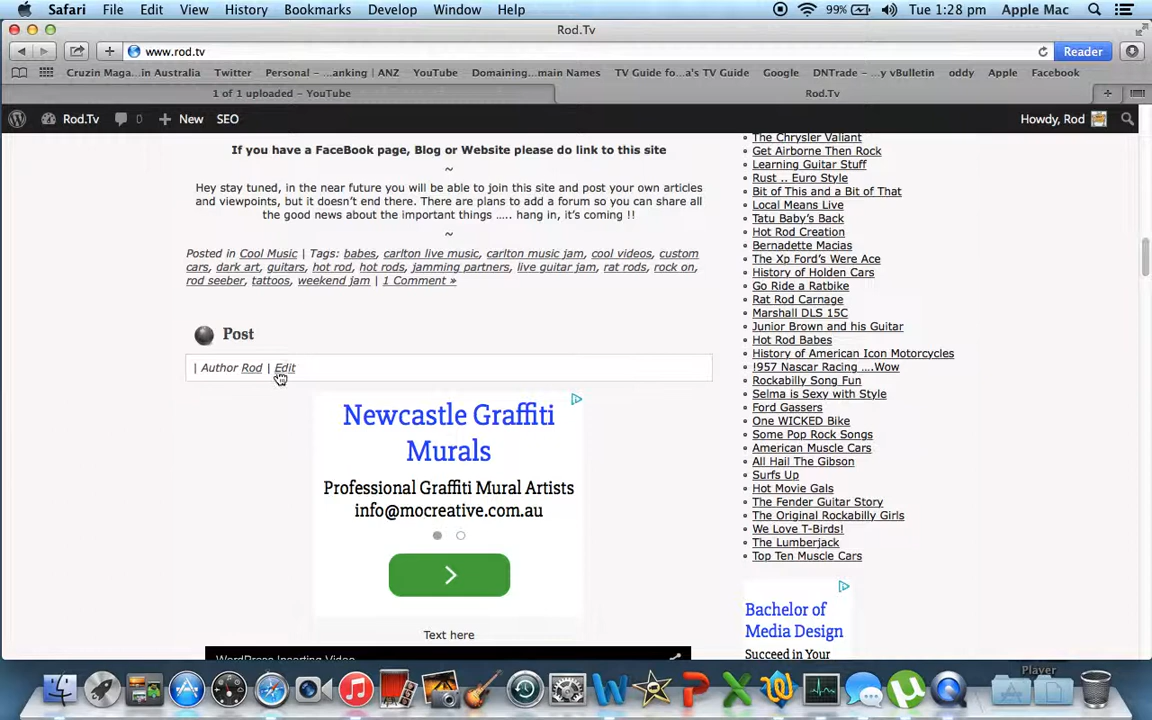 Safari File Edit View History Bookmarks Develop Window Help 99% Tue 1:28 pm Apple Mac
Rod.Tv
www.rod.tv Reader
Cruzin Maga...in Australia Twitter Personal – ...anking | ANZ YouTube Domaining...main Names TV Guide fo...a's TV Guide Google DNTrade – ...y vBulletin oddy Apple Facebook
1 of 1 uploaded – YouTube Rod.Tv
Rod.Tv 0 New SEO Howdy, Rod
If you have a FaceBook page, Blog or Website please do link to this site
~
Hey stay tuned, in the near future you will be able to join this site and post your own articles
and viewpoints, but it doesn't end there. There are plans to add a forum so you can share all
the good news about the important things ..... hang in, it's coming !!
~
Posted in Cool Music | Tags: babes, carlton live music, carlton music jam, cool videos, custom
cars, dark art, guitars, hot rod, hot rods, jamming partners, live guitar jam, rat rods, rock on,
rod seeber, tattoos, weekend jam | 1 Comment »
Post
| Author Rod | Edit
Newcastle Graffiti
Murals
Professional Graffiti Mural Artists
info@mocreative.com.au
Text here
WordPress Inserting Video
The Chrysler Valiant
Get Airborne Then Rock
Learning Guitar Stuff
Rust .. Euro Style
Bit of This and a Bit of That
Local Means Live
Tatu Baby's Back
Hot Rod Creation
Bernadette Macias
The Xp Ford's Were Ace
History of Holden Cars
Go Ride a Ratbike
Rat Rod Carnage
Marshall DLS 15C
Junior Brown and his Guitar
Hot Rod Babes
History of American Icon Motorcycles
!957 Nascar Racing ....Wow
Rockabilly Song Fun
Selma is Sexy with Style
Ford Gassers
One WICKED Bike
Some Pop Rock Songs
American Muscle Cars
All Hail The Gibson
Surfs Up
Hot Movie Gals
The Fender Guitar Story
The Original Rockabilly Girls
We Love T-Birds!
The Lumberjack
Top Ten Muscle Cars
Bachelor of
Media Design
Succeed in Your
Player